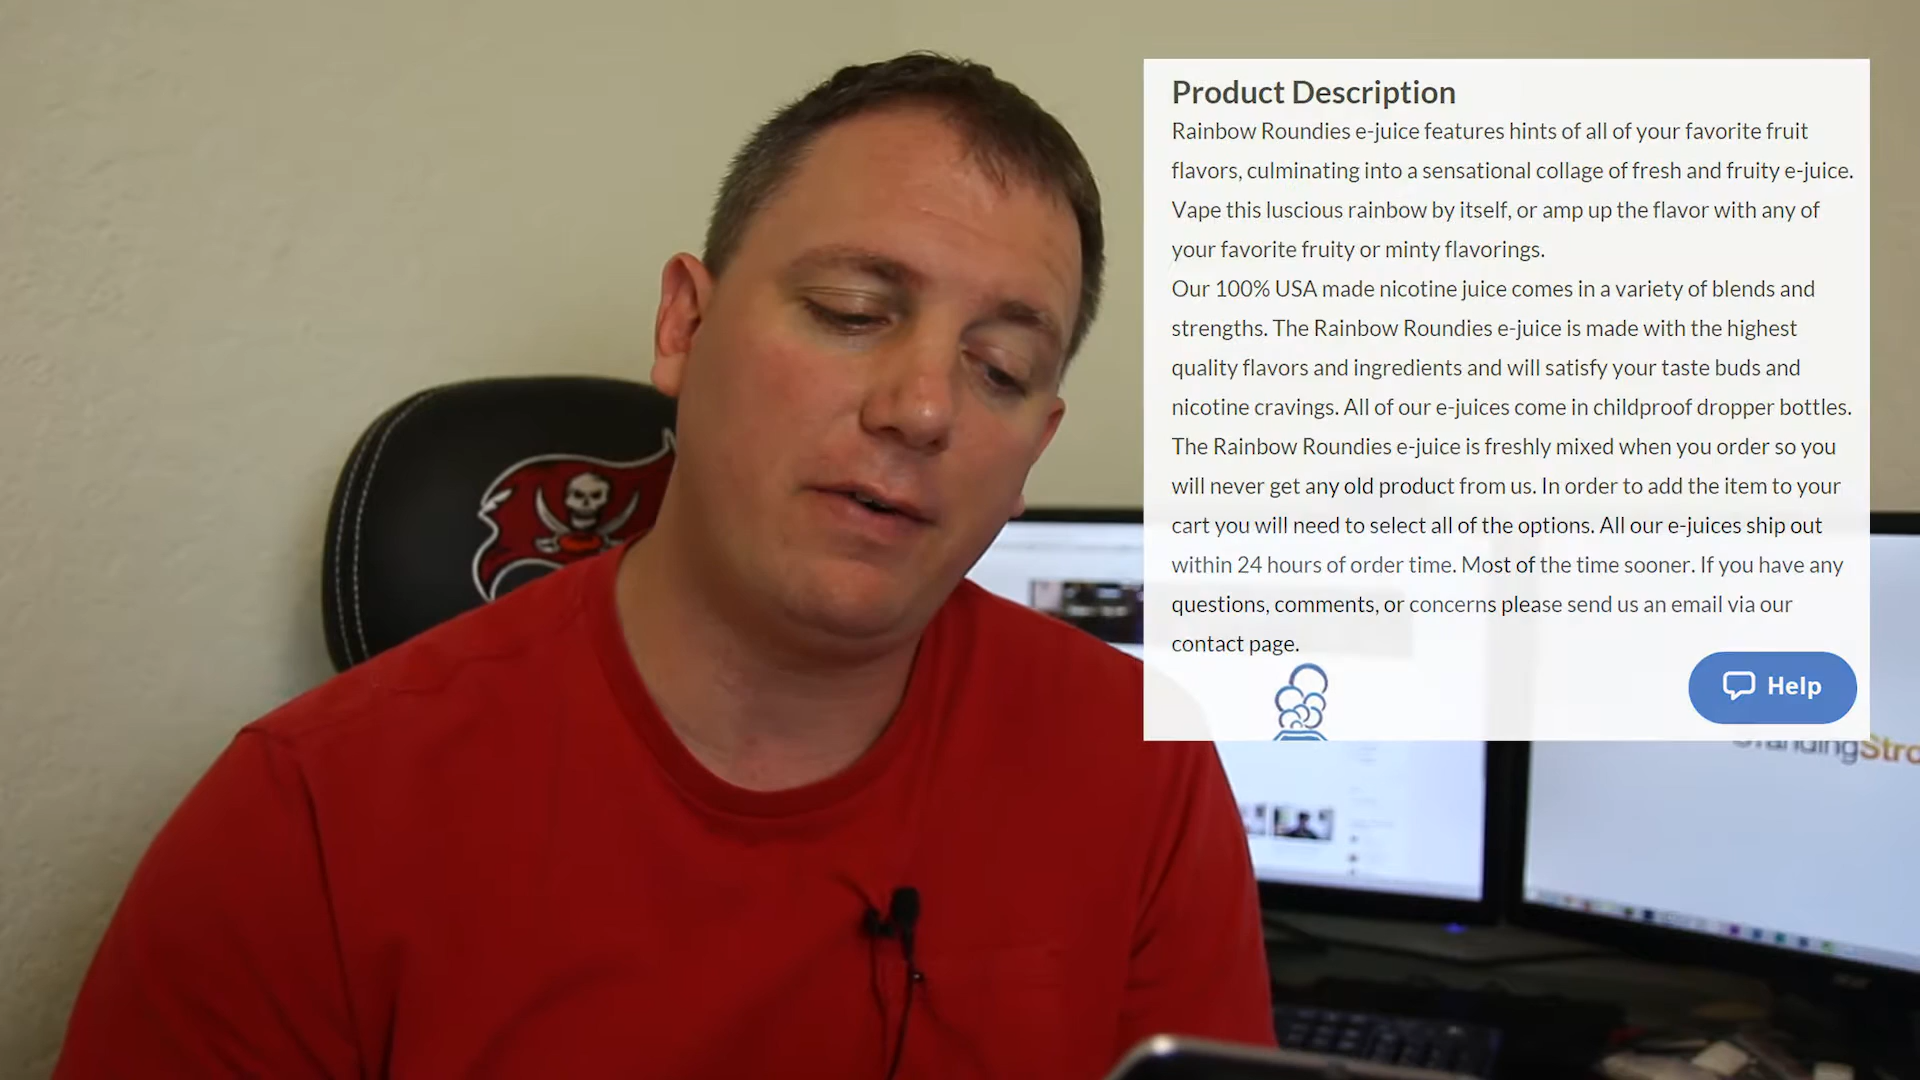 Product Description
Rainbow Roundies e-juice features hints of all of your favorite fruit
flavors, culminating into a sensational collage of fresh and fruity e-juice.
Vape this luscious rainbow by itself, or amp up the flavor with any of
your favorite fruity or minty flavorings.
Our 100% USA made nicotine juice comes in a variety of blends and
strengths. The Rainbow Roundies e-juice is made with the highest
quality flavors and ingredients and will satisfy your taste buds and
nicotine cravings. All of our e-juices come in childproof dropper bottles.
The Rainbow Roundies e-juice is freshly mixed when you order so you
will never get any old product from us. In order to add the item to your
cart you will need to select all of the options. All our e-juices ship out
within 24 hours of order time. Most of the time sooner. If you have any
questions, comments, or concerns please send us an email via our
contact page.
Help